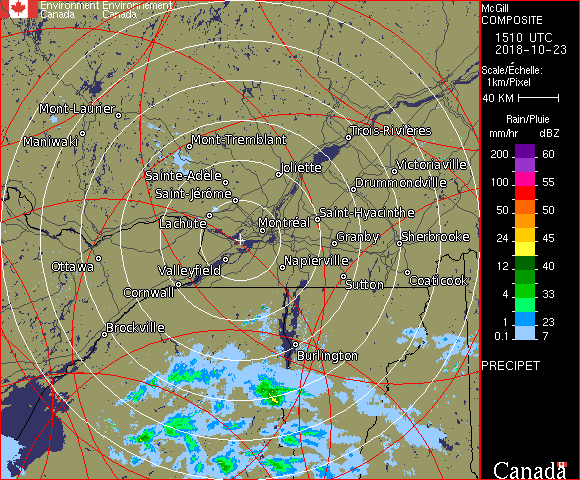 Environment Environnement
Canada Canada
McGill
COMPOSITE
1510 UTC
2018-10-23
Scale/Échelle:
1km/Pixel
40 KM
Rain/Pluie
mm/hr dBZ
200 60
100 55
50 50
24 45
12 40
4 33
1 23
0.1 7
PRECIPET
Canada
Mont-Laurier
Maniwaki
Mont-Tremblant
Trois-Rivières
Sainte-Adèle
Joliette
Victoriaville
Saint-Jérôme
Drummondville
Lachute
Montréal
Saint-Hyacinthe
Granby
Sherbrooke
Ottawa
Valleyfield
Napierville
Cornwall
Sutton
Coaticook
Brockville
Burlington